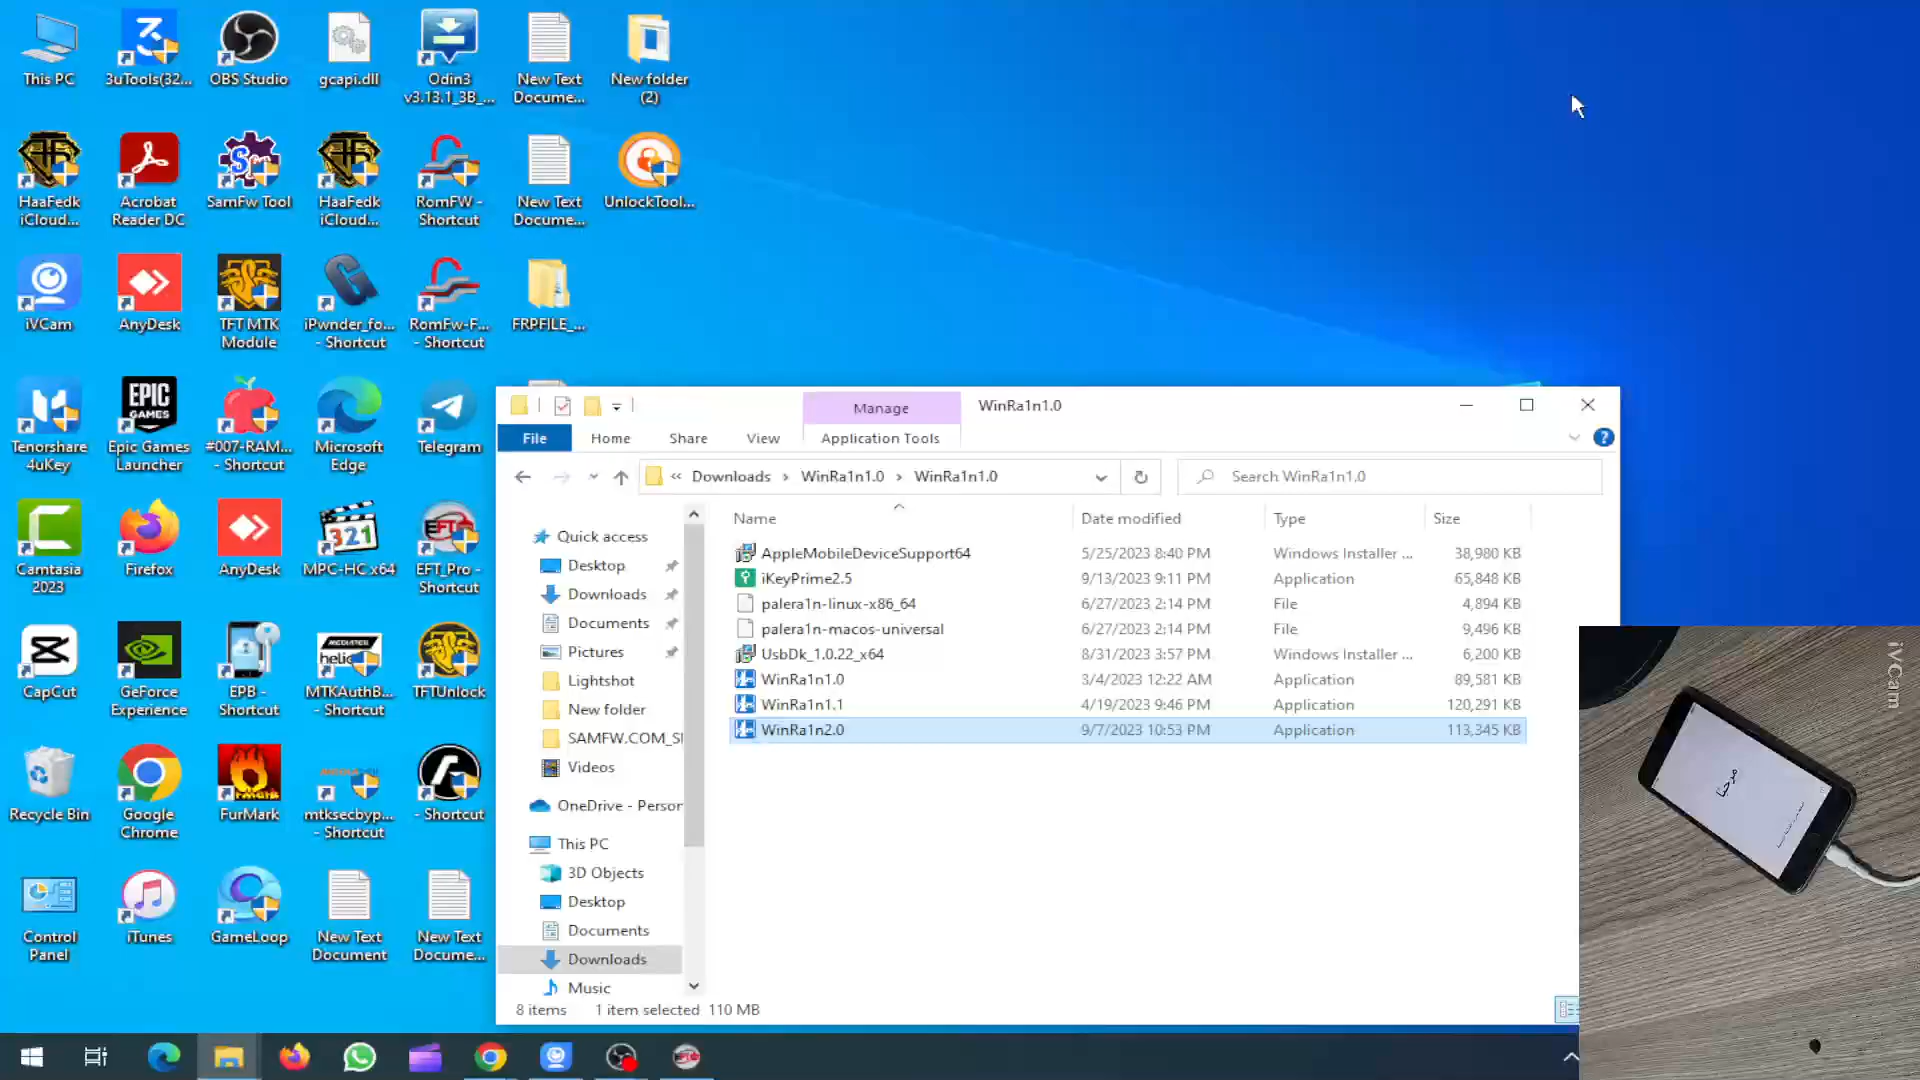 This PC
3uTools(32...
OBS Studio
gcapi.dll
Odin3
v3.13.1_3B_...
New Text
Docume...
New folder
(2)
HaaFedk
iCloud...
Acrobat
Reader DC
SamFw Tool
HaaFedk
iCloud...
RomFW -
Shortcut
New Text
Docume...
UnlockTool...
iVCam
AnyDesk
TFT MTK
Module
iPwnder_fo...
- Shortcut
RomFw-F...
- Shortcut
FRPFILE_...
Tenorshare
4uKey
EPIC
GAMES
Epic Games
Launcher
#007-RAM...
- Shortcut
Microsoft
Edge
Telegram
Camtasia
2023
Firefox
AnyDesk
321
MPC-HC x64
EFT
EFT_Pro -
Shortcut
CapCut
GeForce
Experience
EPB -
Shortcut
MEDIATEK
helio
MTKAuthB...
- Shortcut
TFTUnlock
Recycle Bin
Google
Chrome
FurMark
mtksecbyp...
- Shortcut
- Shortcut
Control
Panel
iTunes
GameLoop
New Text
Document
New Text
Docume...
Manage
WinRa1n1.0
File
Home
Share
View
Application Tools
« Downloads › WinRa1n1.0 › WinRa1n1.0
Search WinRa1n1.0
Name
Date modified
Type
Size
Quick access
Desktop
Downloads
Documents
Pictures
Lightshot
New folder
SAMFW.COM_S
Videos
OneDrive - Person
This PC
3D Objects
Desktop
Documents
Downloads
Music
AppleMobileDeviceSupport64 5/25/2023 8:40 PM Windows Installer ... 38,980 KB
iKeyPrime2.5 9/13/2023 9:11 PM Application 65,848 KB
palera1n-linux-x86_64 6/27/2023 2:14 PM File 4,894 KB
palera1n-macos-universal 6/27/2023 2:14 PM File 9,496 KB
UsbDk_1.0.22_x64 8/31/2023 3:57 PM Windows Installer ... 6,200 KB
WinRa1n1.0 3/4/2023 12:22 AM Application 89,581 KB
WinRa1n1.1 4/19/2023 9:46 PM Application 120,291 KB
WinRa1n2.0 9/7/2023 10:53 PM Application 113,345 KB
8 items 1 item selected 110 MB
iVCam
مرحبًا